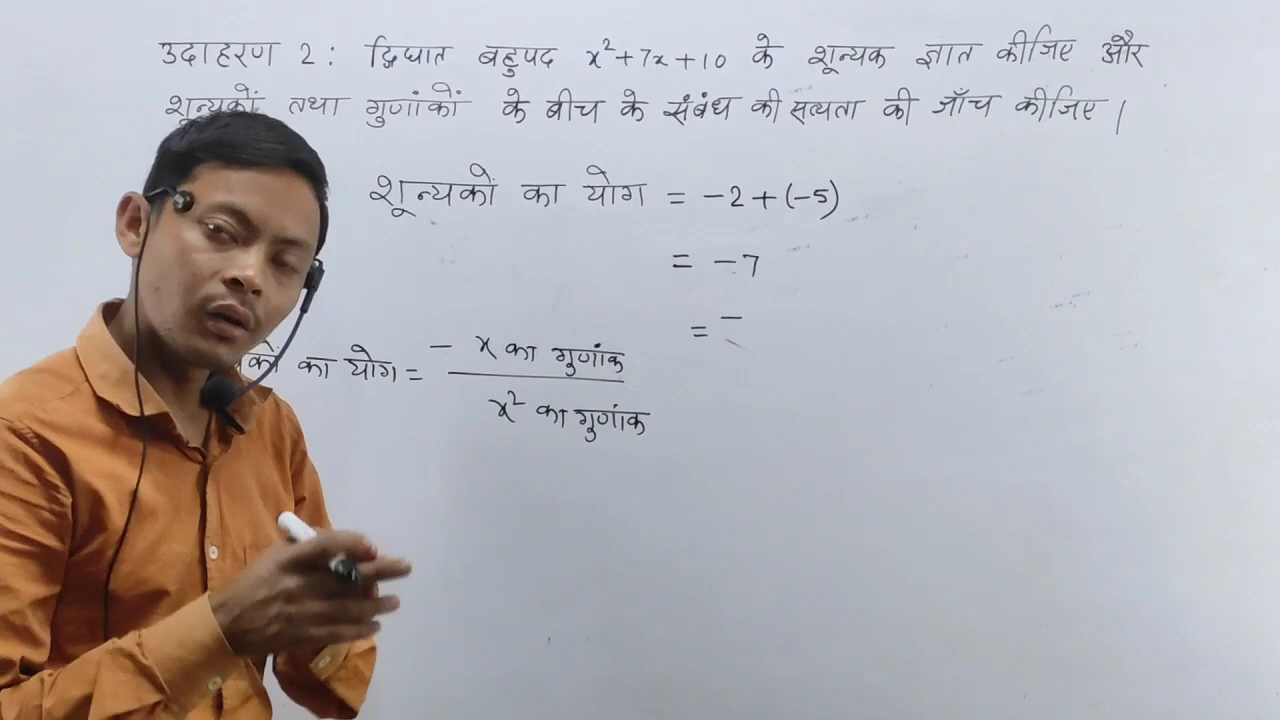 उदाहरण 2: द्विघात बहुपद x²+7x+10 के शून्यक ज्ञात कीजिए और
शून्यकों तथा गुणांकों के बीच के संबंध की सत्यता की जाँच कीजिए।
शून्यकों का योग = -2+(-5)
= -7
= -
का योग = - x का गुणांक
x² का गुणांक